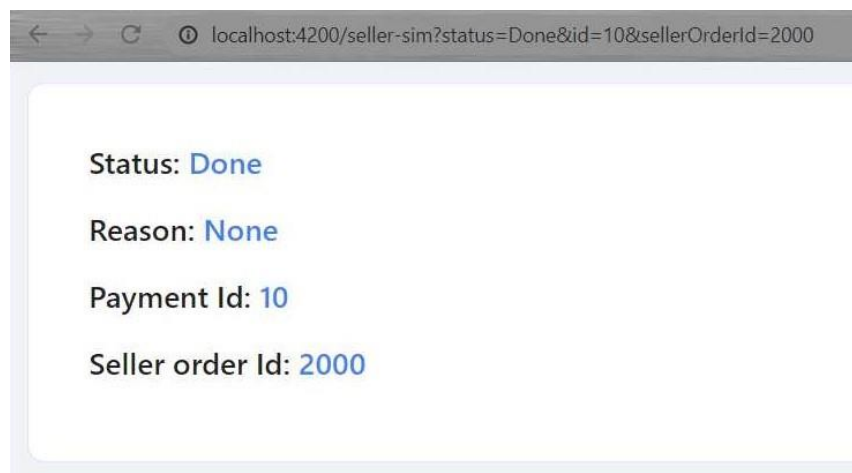 localhost:4200/seller-sim?status=Done&id=10&sellerOrderId=2000
Status: Done
Reason: None
Payment Id: 10
Seller order Id: 2000